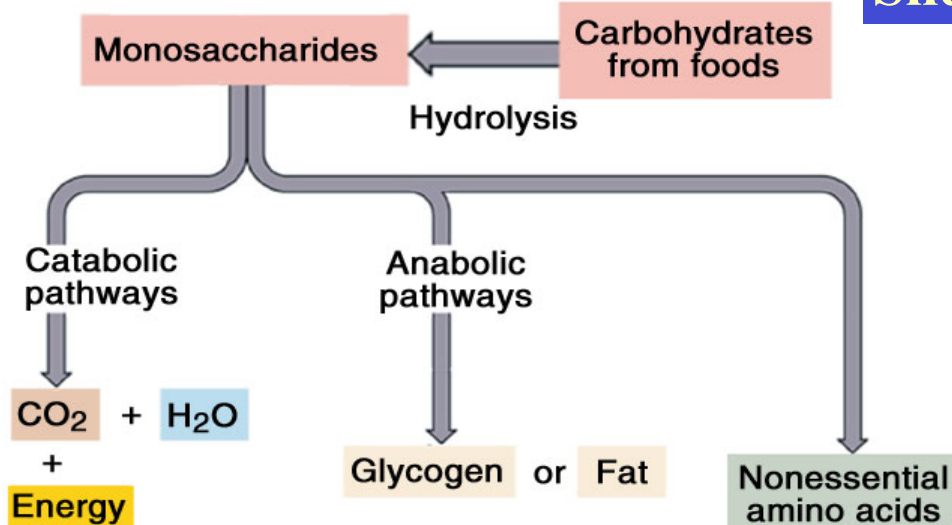 Monosaccharides
Carbohydrates
from foods
Hydrolysis
Catabolic
pathways
Anabolic
pathways
CO₂ + H₂O
+
Energy
Glycogen or Fat
Nonessential
amino acids